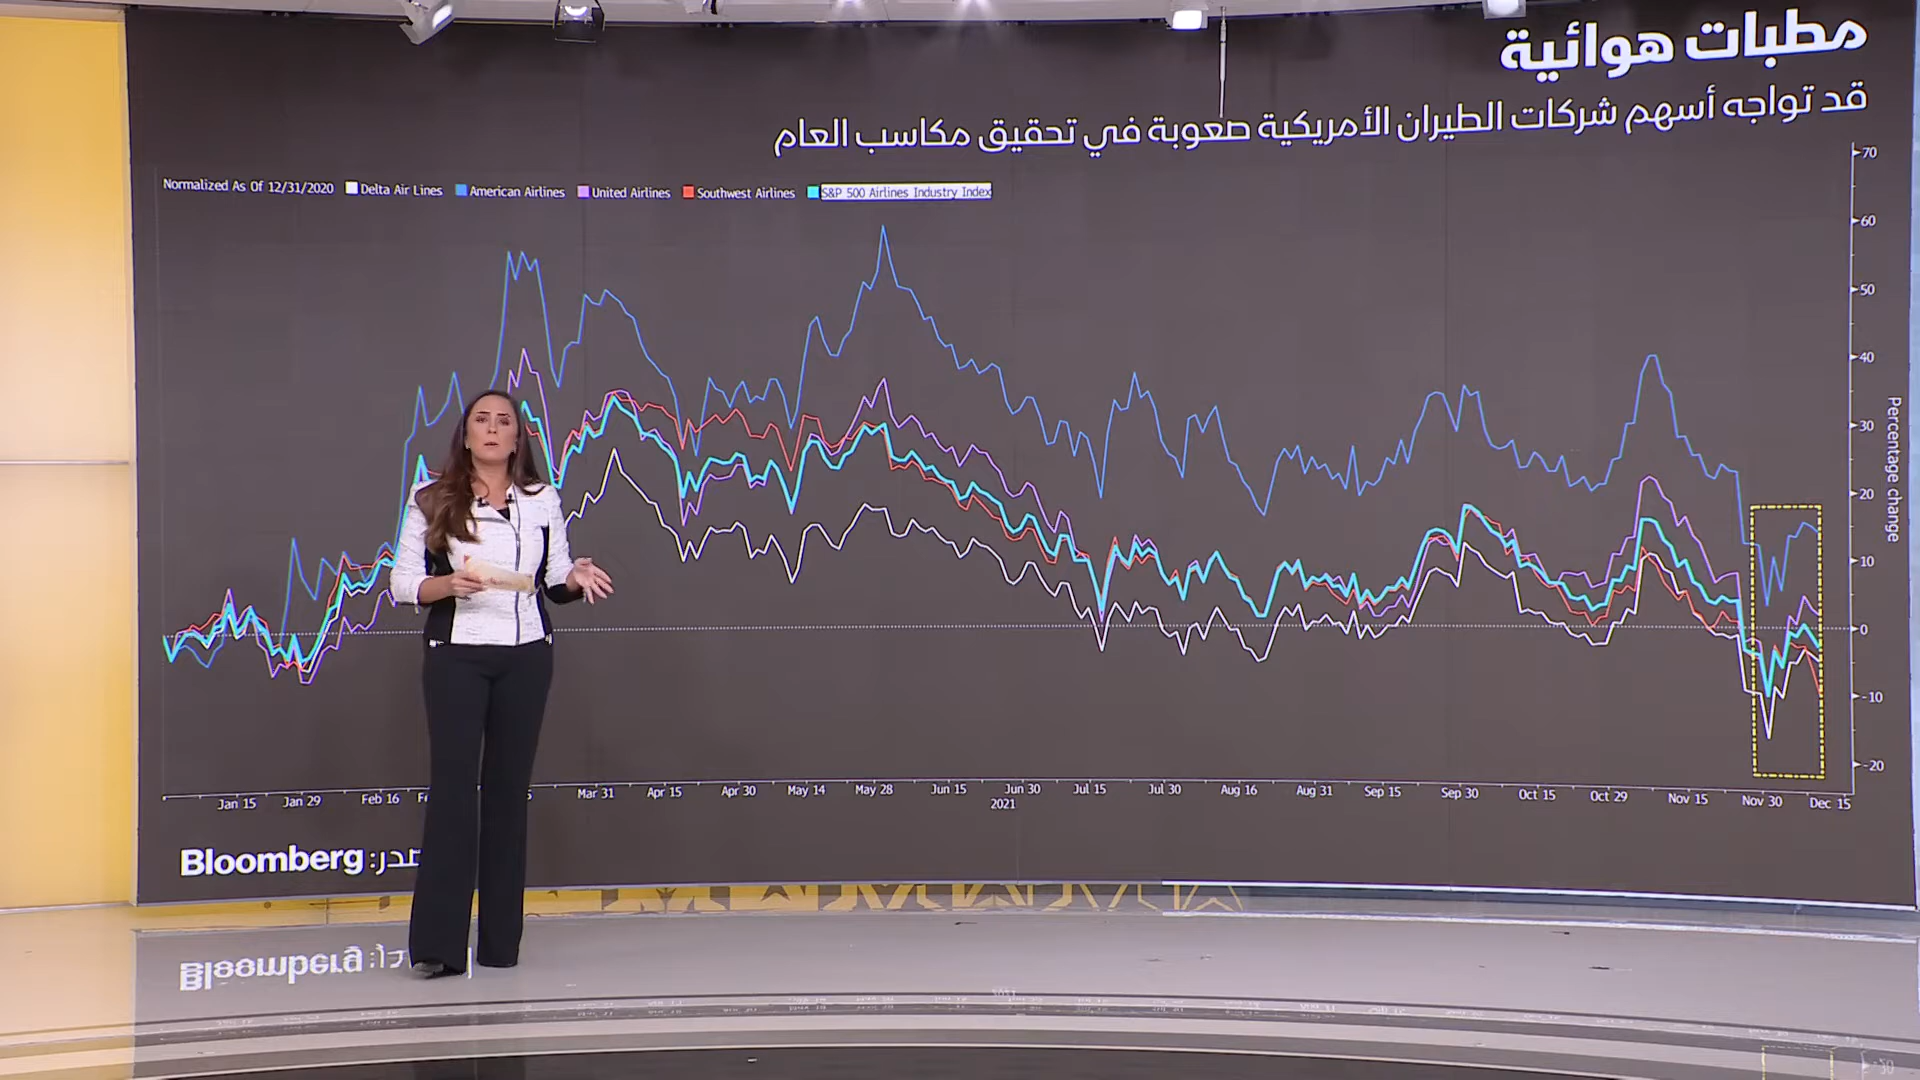 مطبات هوائية
قد تواجه أسهم شركات الطيران الأمريكية صعوبة في تحقيق مكاسب العام
Normalized As Of 12/31/2020 Delta Air Lines American Airlines United Airlines Southwest Airlines S&P 500 Airlines Industry Index
70
60
50
40
30
20
10
0
-10
-20
Percentage change
Jan 15 Jan 29 Feb 16 Mar 31 Apr 15 Apr 30 May 14 May 28 Jun 15 Jun 30 Jul 15 Jul 30 Aug 16 Aug 31 Sep 15 Sep 30 Oct 15 Oct 29 Nov 15 Nov 30 Dec 15
2021
Bloomberg